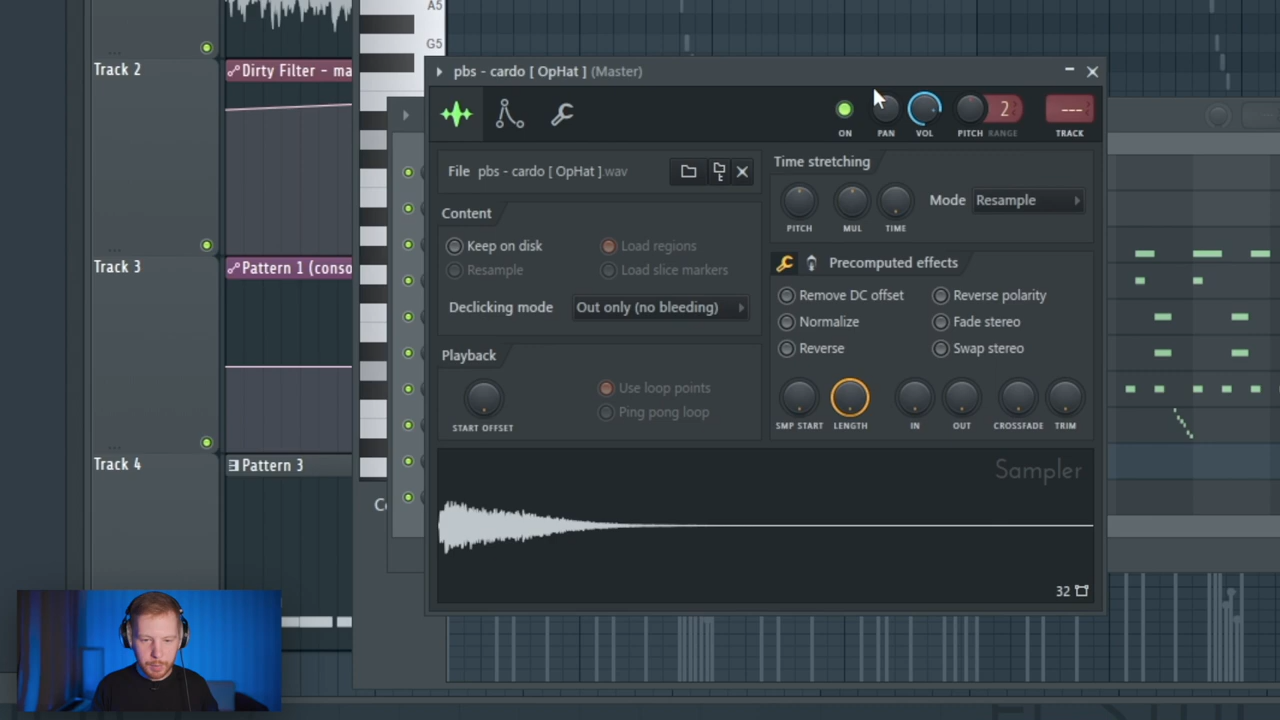 A5
G5
...
Track 2
Dirty Filter – ma
...
Track 3
Pattern 1 (conso
...
Track 4
Pattern 3
pbs - cardo [ OpHat ] (Master)
ON
PAN
VOL
PITCH
2
RANGE
---
TRACK
File pbs - cardo [ OpHat ].wav
Content
Keep on disk
Load regions
Resample
Load slice markers
Declicking mode
Out only (no bleeding)
Playback
START OFFSET
Use loop points
Ping pong loop
Time stretching
PITCH
MUL
TIME
Mode
Resample
Precomputed effects
Remove DC offset
Reverse polarity
Normalize
Fade stereo
Reverse
Swap stereo
SMP START
LENGTH
IN
OUT
CROSSFADE
TRIM
Sampler
32